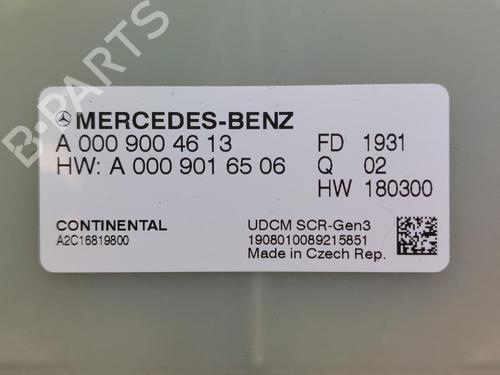 B-PARTS
MERCEDES-BENZ
A 000 900 46 13 FD 1931
HW: A 000 901 65 06 Q 02
HW 180300
CONTINENTAL UDCM SCR-Gen3
A2C16819800 1908010089215851
Made in Czech Rep.